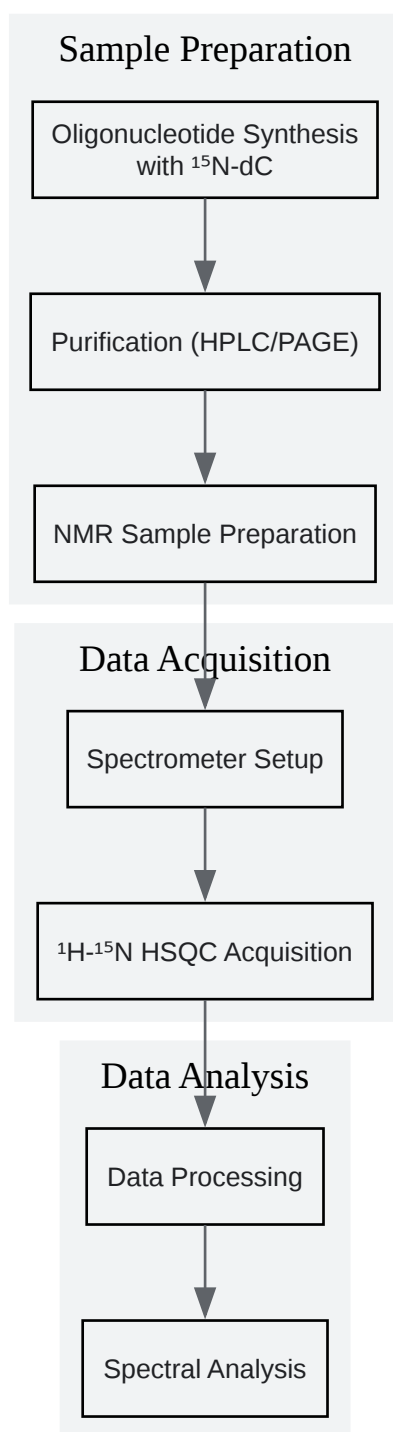 Sample Preparation
Oligonucleotide Synthesis
with ¹⁵N-dC
Purification (HPLC/PAGE)
NMR Sample Preparation
Data Acquisition
Spectrometer Setup
¹H-¹⁵N HSQC Acquisition
Data Analysis
Data Processing
Spectral Analysis